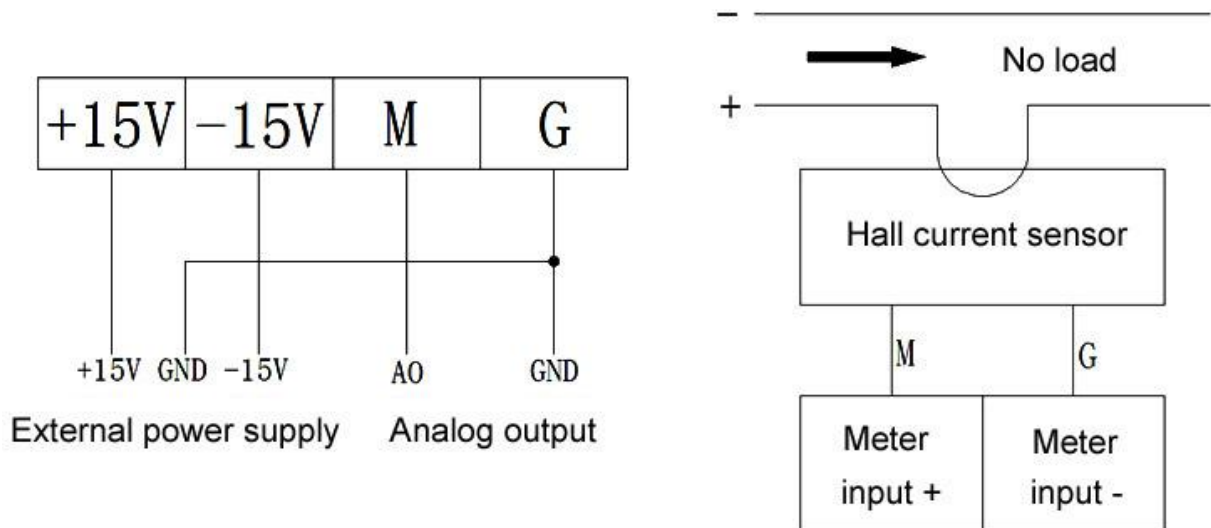 +15V -15V M G
+15V GND -15V AO GND
External power supply Analog output
-
No load
+
Hall current sensor
M G
Meter input +
Meter input -